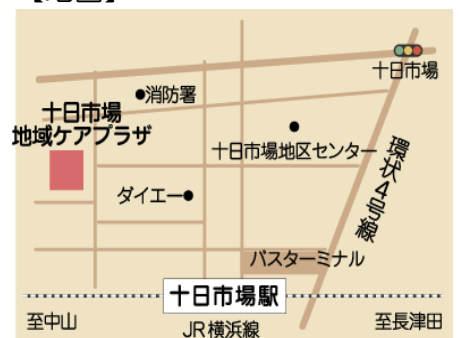 十日市場
●消防署
十日市場
地域ケアプラザ
十日市場地区センター
環状4号線
ダイエー●
バスターミナル
十日市場駅
至中山
JR横浜線
至長津田